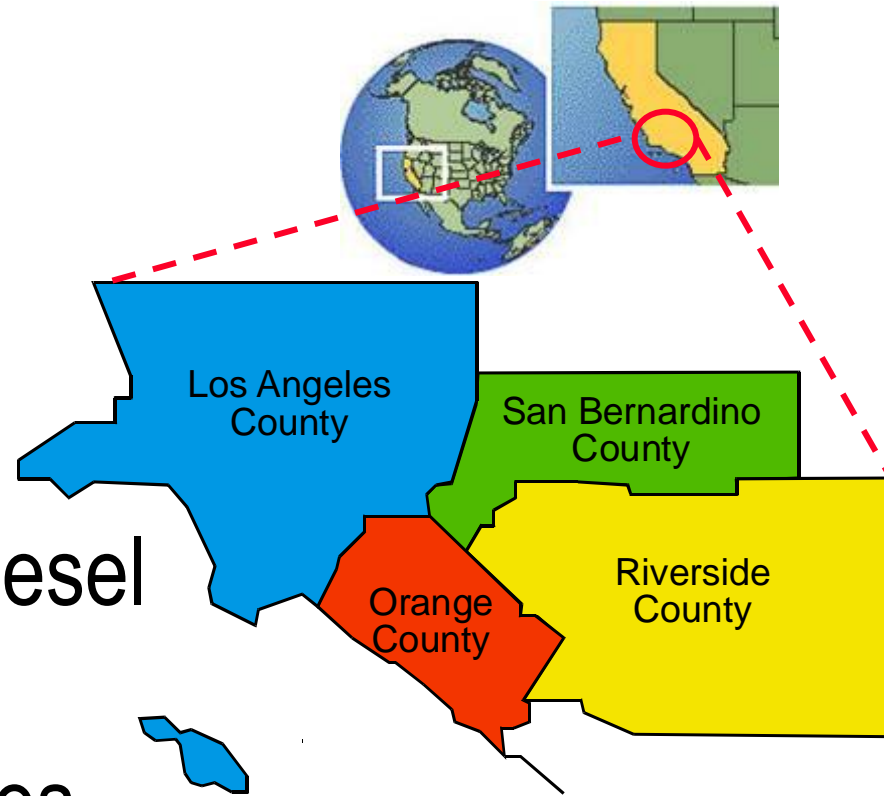 Los Angeles
County
San Bernardino
County
esel
Riverside
County
Orange
County